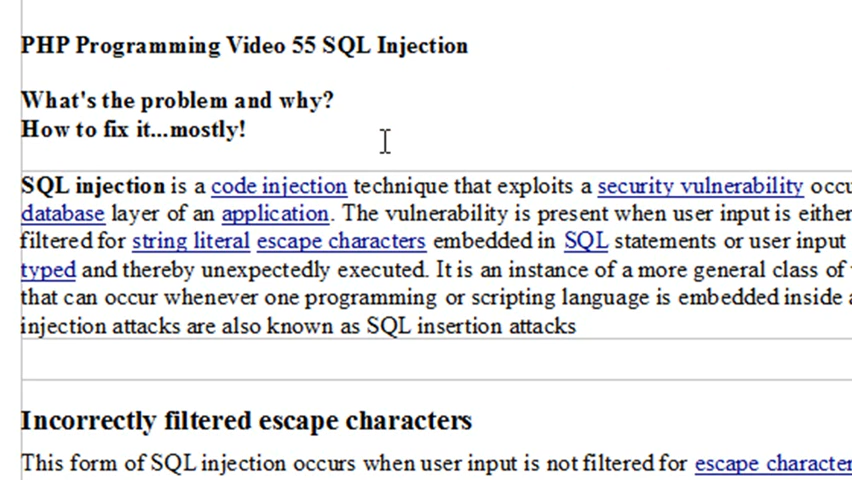 PHP Programming Video 55 SQL Injection
What's the problem and why?
How to fix it...mostly!
SQL injection is a code injection technique that exploits a security vulnerability occu
database layer of an application. The vulnerability is present when user input is either
filtered for string literal escape characters embedded in SQL statements or user input
typed and thereby unexpectedly executed. It is an instance of a more general class of
that can occur whenever one programming or scripting language is embedded inside
injection attacks are also known as SQL insertion attacks
Incorrectly filtered escape characters
This form of SQL injection occurs when user input is not filtered for escape character